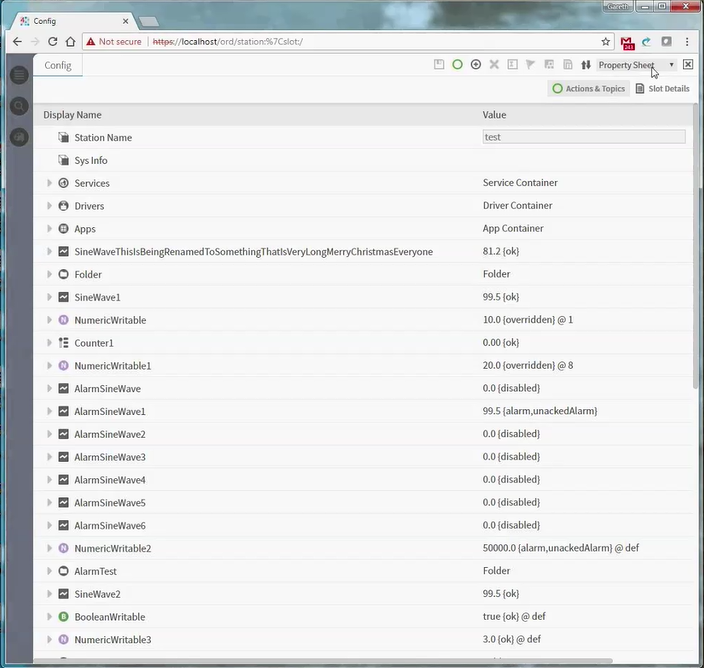 Gareth
Config
Not secure https://localhost/ord/station:%7Cslot:/
241
Config
Property Sheet
Actions & Topics
Slot Details
Display Name Value
Station Name test
Sys Info
Services Service Container
Drivers Driver Container
Apps App Container
SineWaveThisIsBeingRenamedToSomethingThatIsVeryLongMerryChristmasEveryone 81.2 {ok}
Folder Folder
SineWave1 99.5 {ok}
N NumericWritable 10.0 {overridden} @ 1
Counter1 0.00 {ok}
N NumericWritable1 20.0 {overridden} @ 8
AlarmSineWave 0.0 {disabled}
AlarmSineWave1 99.5 {alarm,unackedAlarm}
AlarmSineWave2 0.0 {disabled}
AlarmSineWave3 0.0 {disabled}
AlarmSineWave4 0.0 {disabled}
AlarmSineWave5 0.0 {disabled}
AlarmSineWave6 0.0 {disabled}
N NumericWritable2 50000.0 {alarm,unackedAlarm} @ def
AlarmTest Folder
SineWave2 99.5 {ok}
B BooleanWritable true {ok} @ def
N NumericWritable3 3.0 {ok} @ def